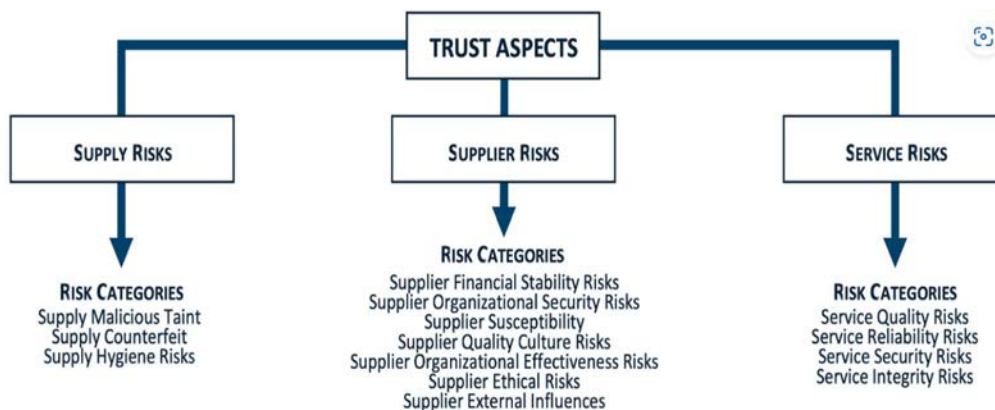 TRUST ASPECTS
SUPPLY RISKS
SUPPLIER RISKS
SERVICE RISKS
RISK CATEGORIES
Supply Malicious Taint
Supply Counterfeit
Supply Hygiene Risks
RISK CATEGORIES
Supplier Financial Stability Risks
Supplier Organizational Security Risks
Supplier Susceptibility
Supplier Quality Culture Risks
Supplier Organizational Effectiveness Risks
Supplier Ethical Risks
Supplier External Influences
RISK CATEGORIES
Service Quality Risks
Service Reliability Risks
Service Security Risks
Service Integrity Risks